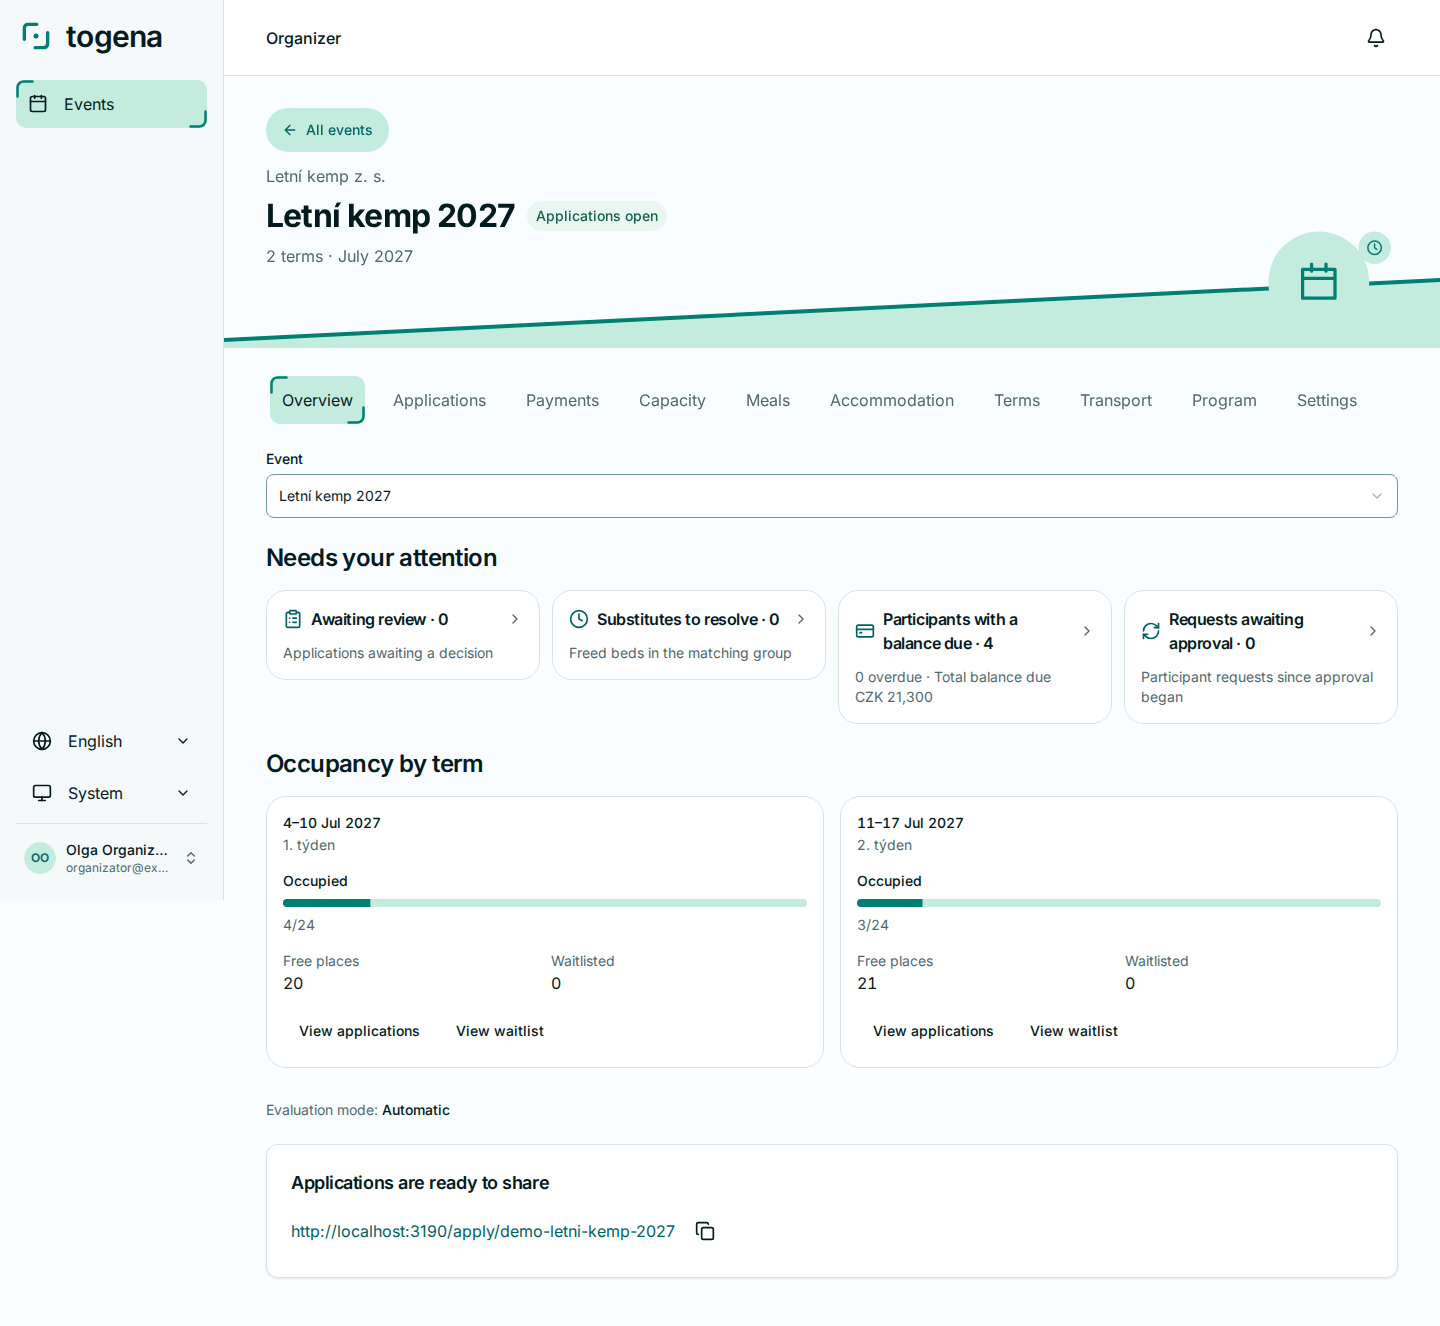 togena
Organizer
Events
All events
Letní kemp z. s.
Letní kemp 2027
Applications open
2 terms · July 2027
Overview
Applications
Payments
Capacity
Meals
Accommodation
Terms
Transport
Program
Settings
Event
Letní kemp 2027
Needs your attention
Awaiting review · 0
Applications awaiting a decision
Substitutes to resolve · 0
Freed beds in the matching group
Participants with a
balance due · 4
0 overdue · Total balance due
CZK 21,300
Requests awaiting
approval · 0
Participant requests since approval
began
Occupancy by term
4–10 Jul 2027
1. týden
Occupied
4/24
Free places
20
Waitlisted
0
View applications
View waitlist
11–17 Jul 2027
2. týden
Occupied
3/24
Free places
21
Waitlisted
0
View applications
View waitlist
Evaluation mode: Automatic
Applications are ready to share
http://localhost:3190/apply/demo-letni-kemp-2027
English
System
OO
Olga Organiz...
organizator@ex...